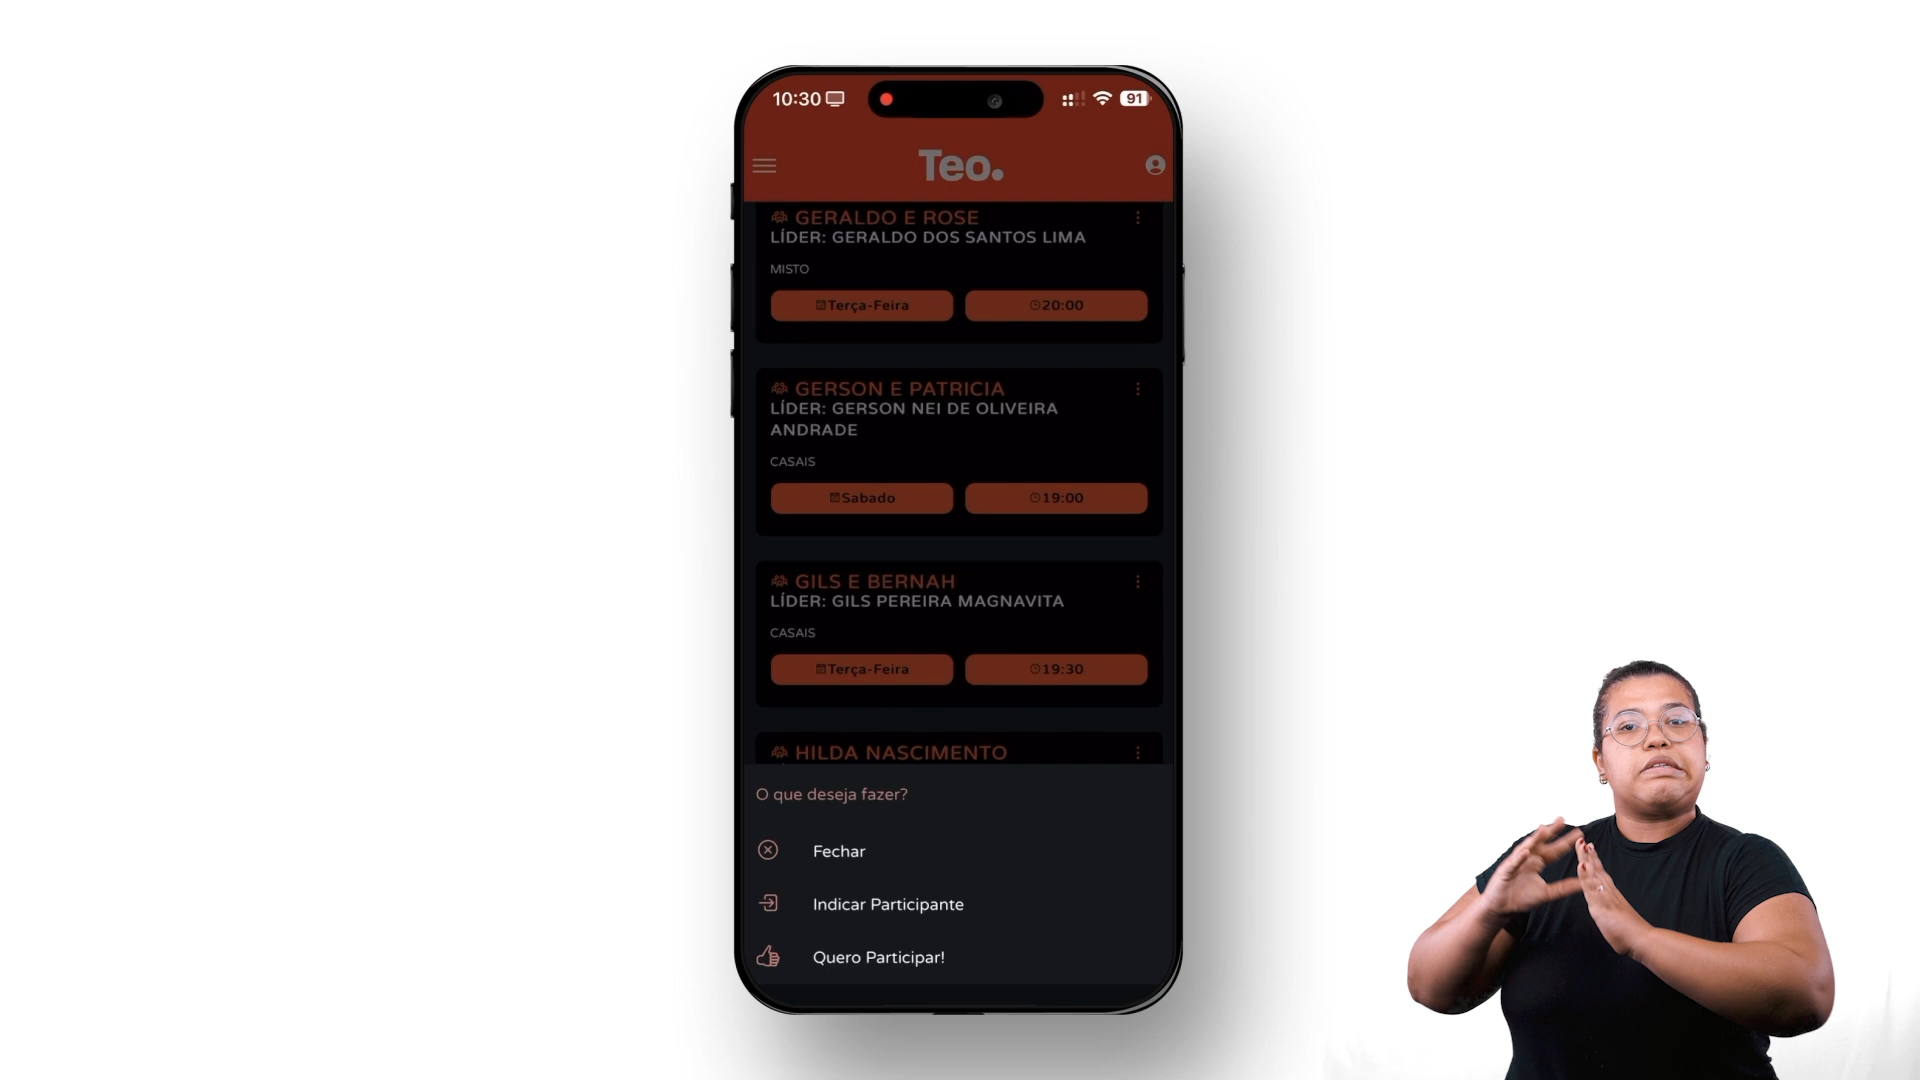 10:30
91
Teo.
GERALDO E ROSE
LÍDER: GERALDO DOS SANTOS LIMA
MISTO
Terça-Feira
20:00
GERSON E PATRICIA
LÍDER: GERSON NEI DE OLIVEIRA
ANDRADE
CASAIS
Sabado
19:00
GILS E BERNAH
LÍDER: GILS PEREIRA MAGNAVITA
CASAIS
Terça-Feira
19:30
HILDA NASCIMENTO
O que deseja fazer?
Fechar
Indicar Participante
Quero Participar!